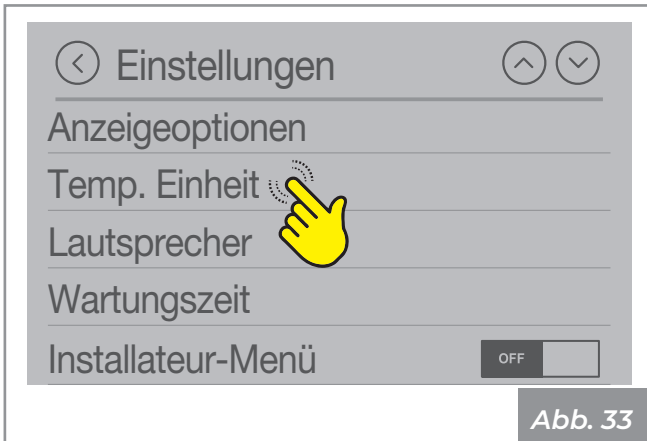 Einstellungen
Anzeigeoptionen
Temp. Einheit
Lautsprecher
Wartungszeit
Installateur-Menü OFF
Abb. 33